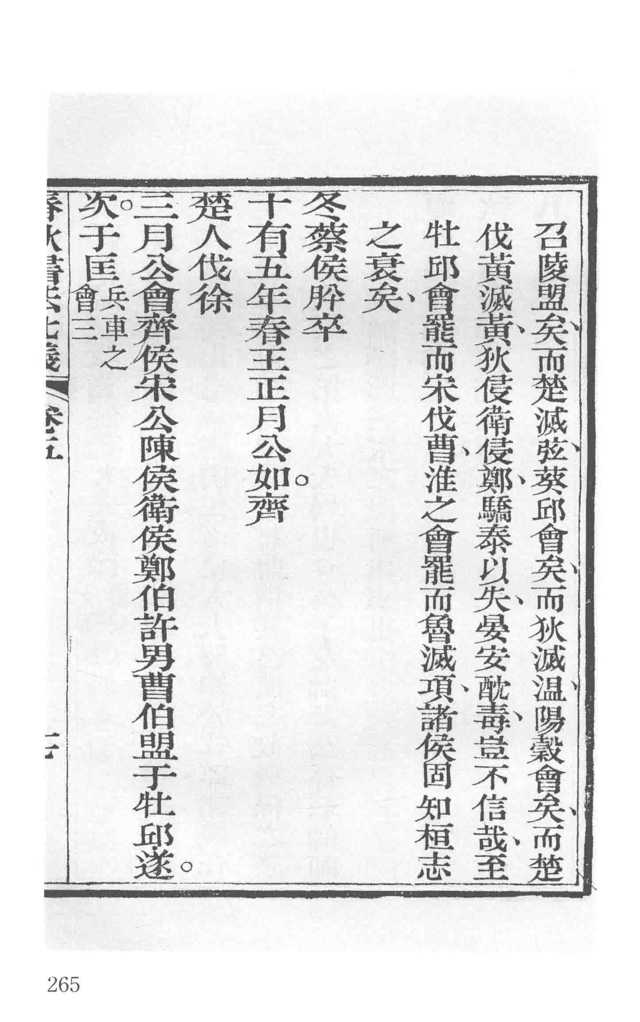 召陵盟矣而楚滅弦葵邱會矣而狄滅温陽穀會矣而楚
伐黃滅黃狄侵衛侵鄭驕泰以失晏安酖毒豈不信哉至
牡邱會罷而宋伐曹淮之會罷而魯滅項諸侯固知桓志
之衰矣
冬蔡侯肸卒
十有五年春王正月公如齊
楚人伐徐
三月公會齊侯宋公陳侯衛侯鄭伯許男曹伯盟于牡邱遂
次于匡兵車之會三
卷五
265